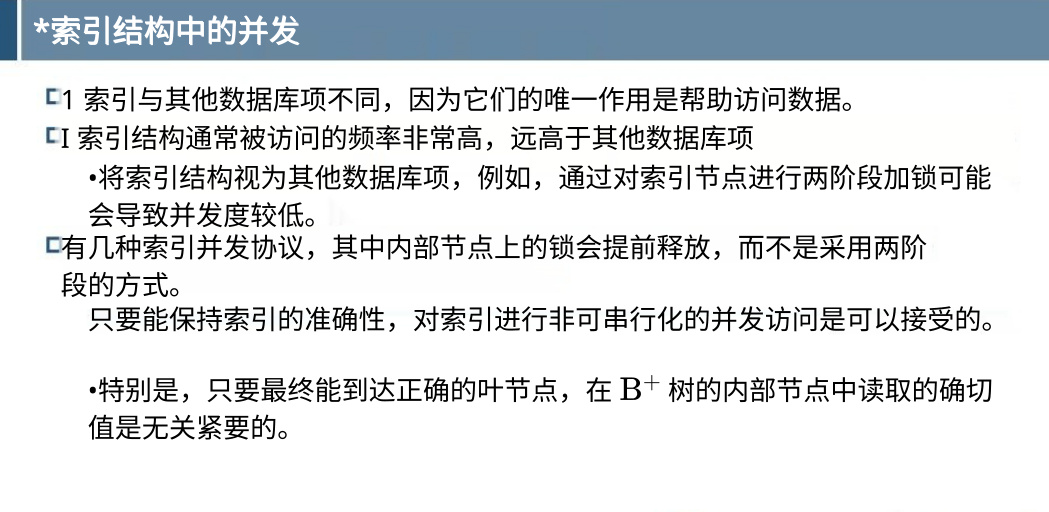 *索引结构中的并发
1 索引与其他数据库项不同，因为它们的唯一作用是帮助访问数据。
I 索引结构通常被访问的频率非常高，远高于其他数据库项
•将索引结构视为其他数据库项，例如，通过对索引节点进行两阶段加锁可能
会导致并发度较低。
有几种索引并发协议，其中内部节点上的锁会提前释放，而不是采用两阶
段的方式。
只要能保持索引的准确性，对索引进行非可串行化的并发访问是可以接受的。
•特别是，只要最终能到达正确的叶节点，在 B⁺ 树的内部节点中读取的确切
值是无关紧要的。